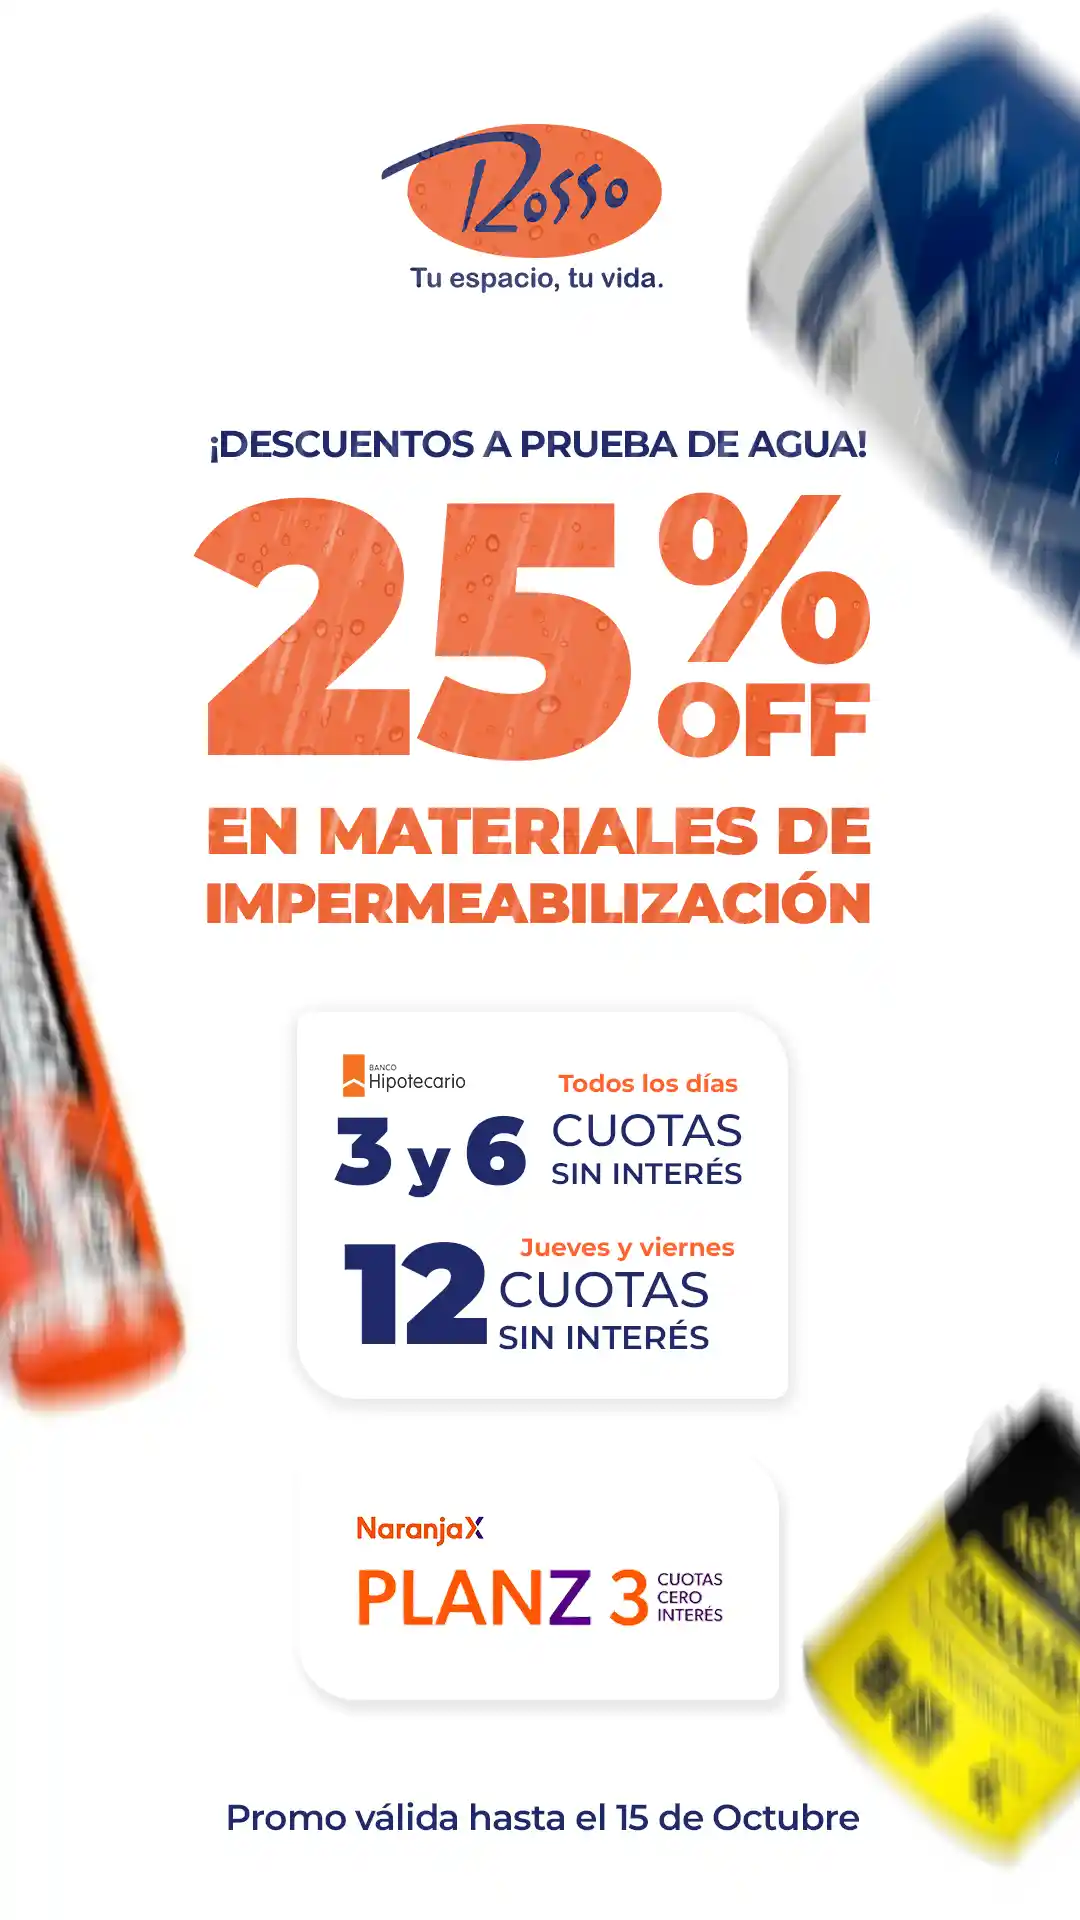 Rosso
Tu espacio, tu vida.
¡DESCUENTOS A PRUEBA DE AGUA!
25%
OFF
EN MATERIALES DE
IMPERMEABILIZACIÓN
BANCO
Hipotecario
Todos los días
3 y 6 CUOTAS
SIN INTERÉS
Jueves y viernes
12 CUOTAS
SIN INTERÉS
NaranjaX
PLANZ 3 CUOTAS
CERO
INTERÉS
Promo válida hasta el 15 de Octubre